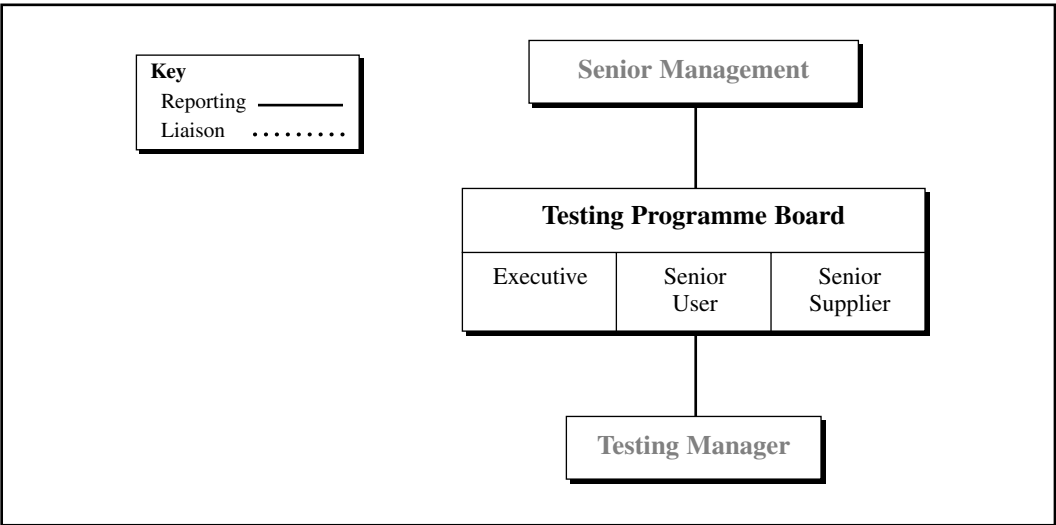 Key
Reporting
Liaison
Senior Management
Testing Programme Board
Executive
Senior
User
Senior
Supplier
Testing Manager